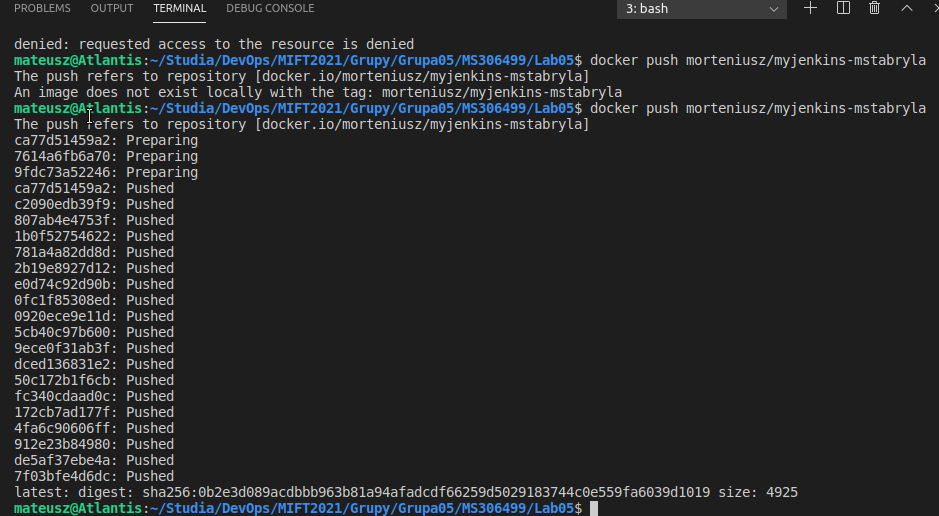 PROBLEMS OUTPUT TERMINAL DEBUG CONSOLE 3: bash
denied: requested access to the resource is denied
mateusz@Atlantis:~/Studia/DevOps/MIFT2021/Grupy/Grupa05/MS306499/Lab05$ docker push morteniusz/myjenkins-mstabryla
The push refers to repository [docker.io/morteniusz/myjenkins-mstabryla]
An image does not exist locally with the tag: morteniusz/myjenkins-mstabryla
mateusz@Atlantis:~/Studia/DevOps/MIFT2021/Grupy/Grupa05/MS306499/Lab05$ docker push morteniusz/myjenkins-mstabryla
The push refers to repository [docker.io/morteniusz/myjenkins-mstabryla]
ca77d51459a2: Preparing
7614a6fb6a70: Preparing
9fdc73a52246: Preparing
ca77d51459a2: Pushed
c2090edb39f9: Pushed
807ab4e4753f: Pushed
1b0f52754622: Pushed
781a4a82dd8d: Pushed
2b19e8927d12: Pushed
e0d74c92d90b: Pushed
0fc1f85308ed: Pushed
0920ece9e11d: Pushed
5cb40c97b600: Pushed
9ece0f31ab3f: Pushed
dced136831e2: Pushed
50c172b1f6cb: Pushed
fc340cdaad0c: Pushed
172cb7ad177f: Pushed
4fa6c90606ff: Pushed
912e23b84980: Pushed
de5af37ebe4a: Pushed
7f03bfe4d6dc: Pushed
latest: digest: sha256:0b2e3d089acdbbb963b81a94afadcdf66259d5029183744c0e559fa6039d1019 size: 4925
mateusz@Atlantis:~/Studia/DevOps/MIFT2021/Grupy/Grupa05/MS306499/Lab05$